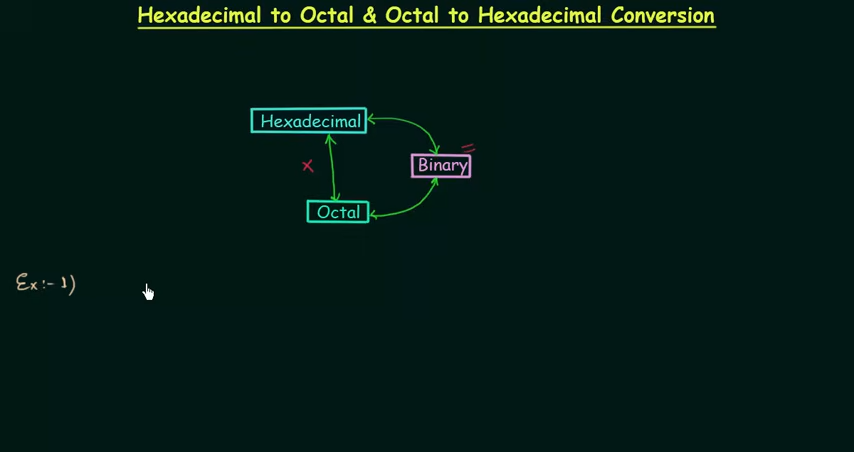 Hexadecimal to Octal & Octal to Hexadecimal Conversion
Hexadecimal
x
Binary
Octal
Ex:- 1)